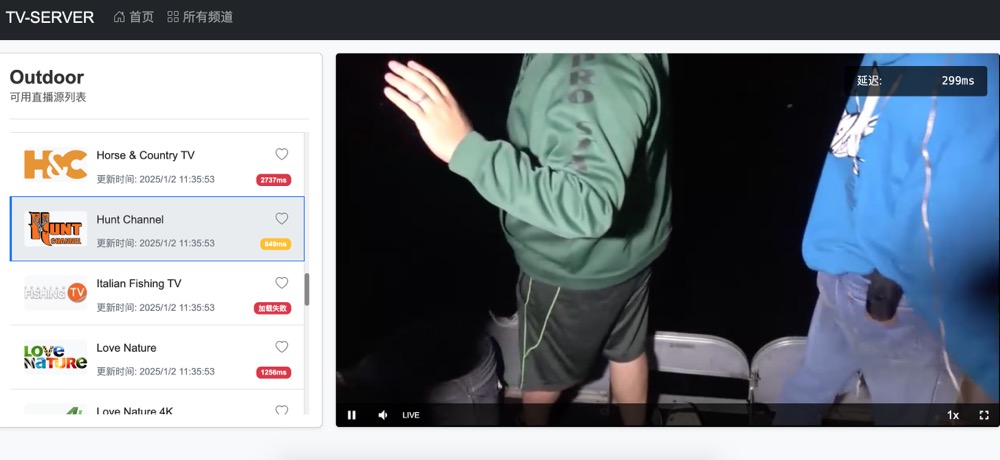 TV-SERVER
首页
所有频道
Outdoor
可用直播源列表
H&C
Horse & Country TV
更新时间: 2025/1/2 11:35:53
2737ms
HUNT
CHANNEL
Hunt Channel
更新时间: 2025/1/2 11:35:53
849ms
FISHING TV
Italian Fishing TV
更新时间: 2025/1/2 11:35:53
加载失败
LOVE
NATURE
Love Nature
更新时间: 2025/1/2 11:35:53
1256ms
Love Nature 4K
延迟: 299ms
PRO
LIVE
1x